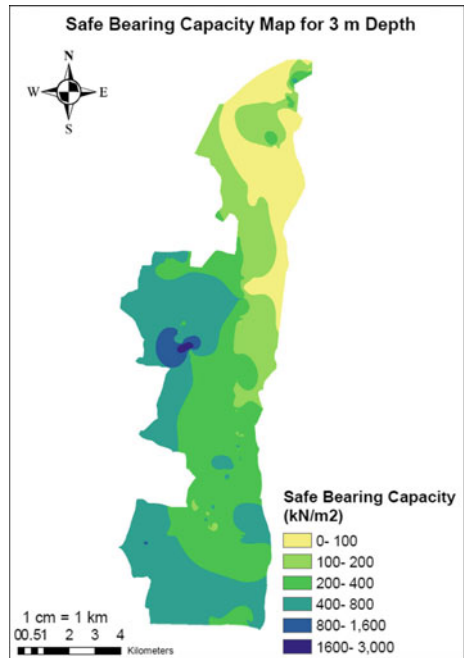 Safe Bearing Capacity Map for 3 m Depth
N
W E
S
Safe Bearing Capacity
(kN/m2)
0- 100
100- 200
200- 400
400- 800
800- 1,600
1600- 3,000
1 cm = 1 km
00.51 2 3 4
Kilometers